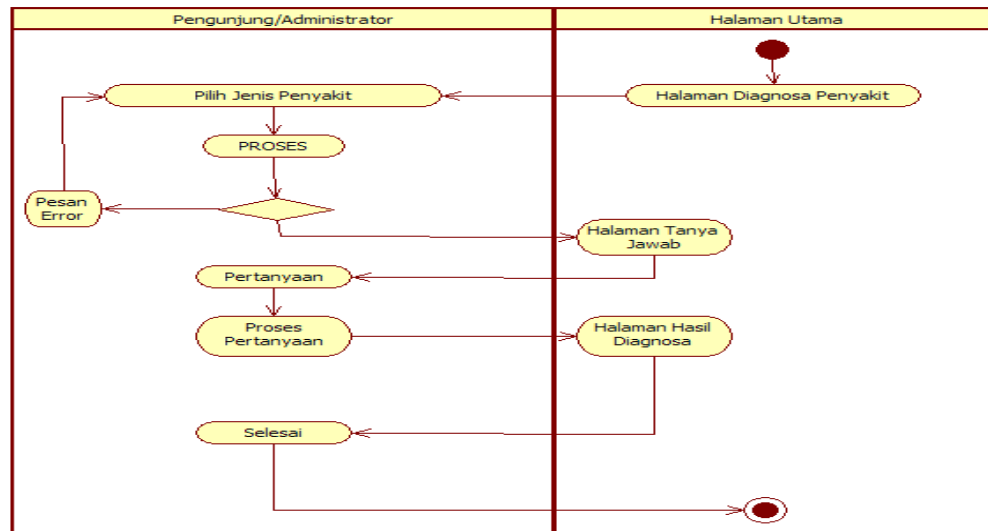 Pengunjung/Administrator
Halaman Utama
Pilih Jenis Penyakit
Halaman Diagnosa Penyakit
PROSES
Pesan
Error
Halaman Tanya
Jawab
Pertanyaan
Proses
Pertanyaan
Halaman Hasil
Diagnosa
Selesai